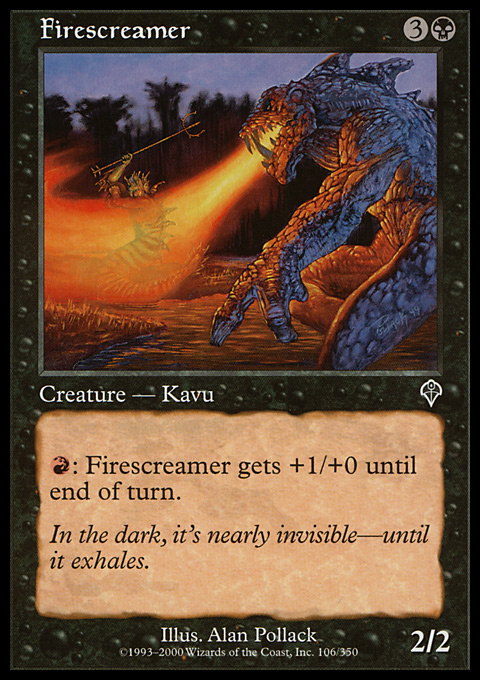 Firescreamer 3
Creature — Kavu
: Firescreamer gets +1/+0 until
end of turn.
In the dark, it's nearly invisible—until
it exhales.
Illus. Alan Pollack
2/2
©1993–2000 Wizards of the Coast, Inc. 106/350